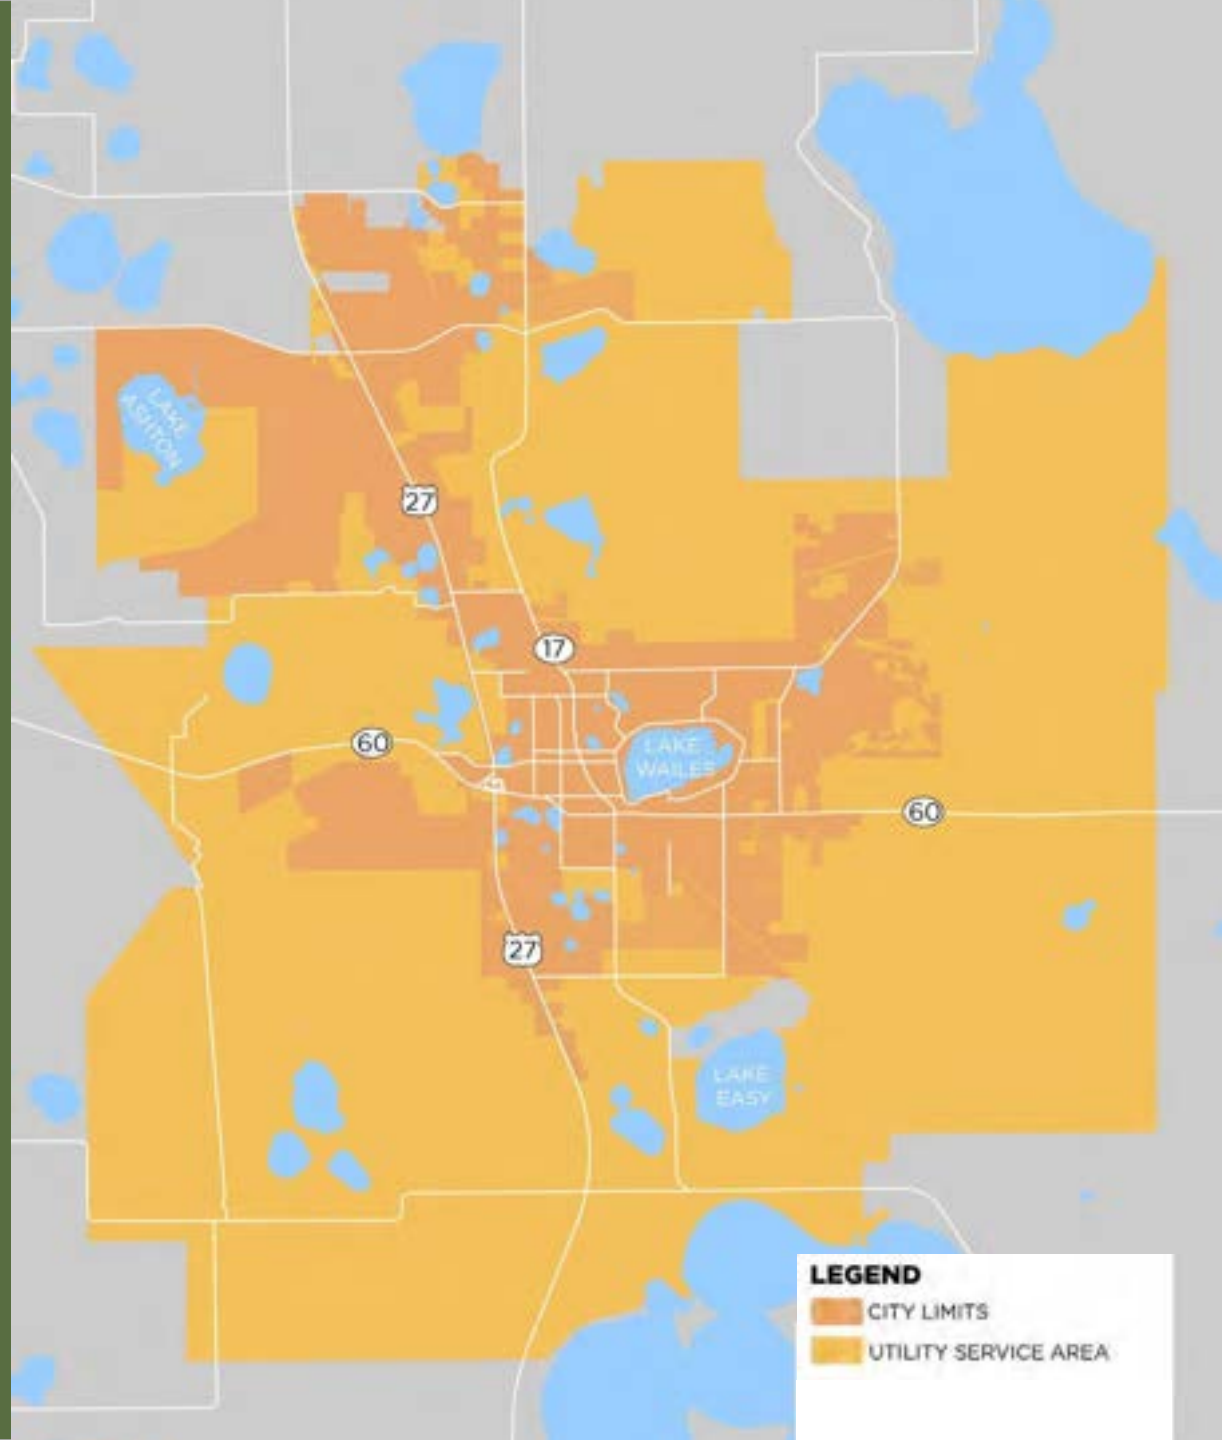 LAKE
ASHTON
27
17
60
LAKE
WAILES
60
27
LAKE
EASY
LEGEND
CITY LIMITS
UTILITY SERVICE AREA